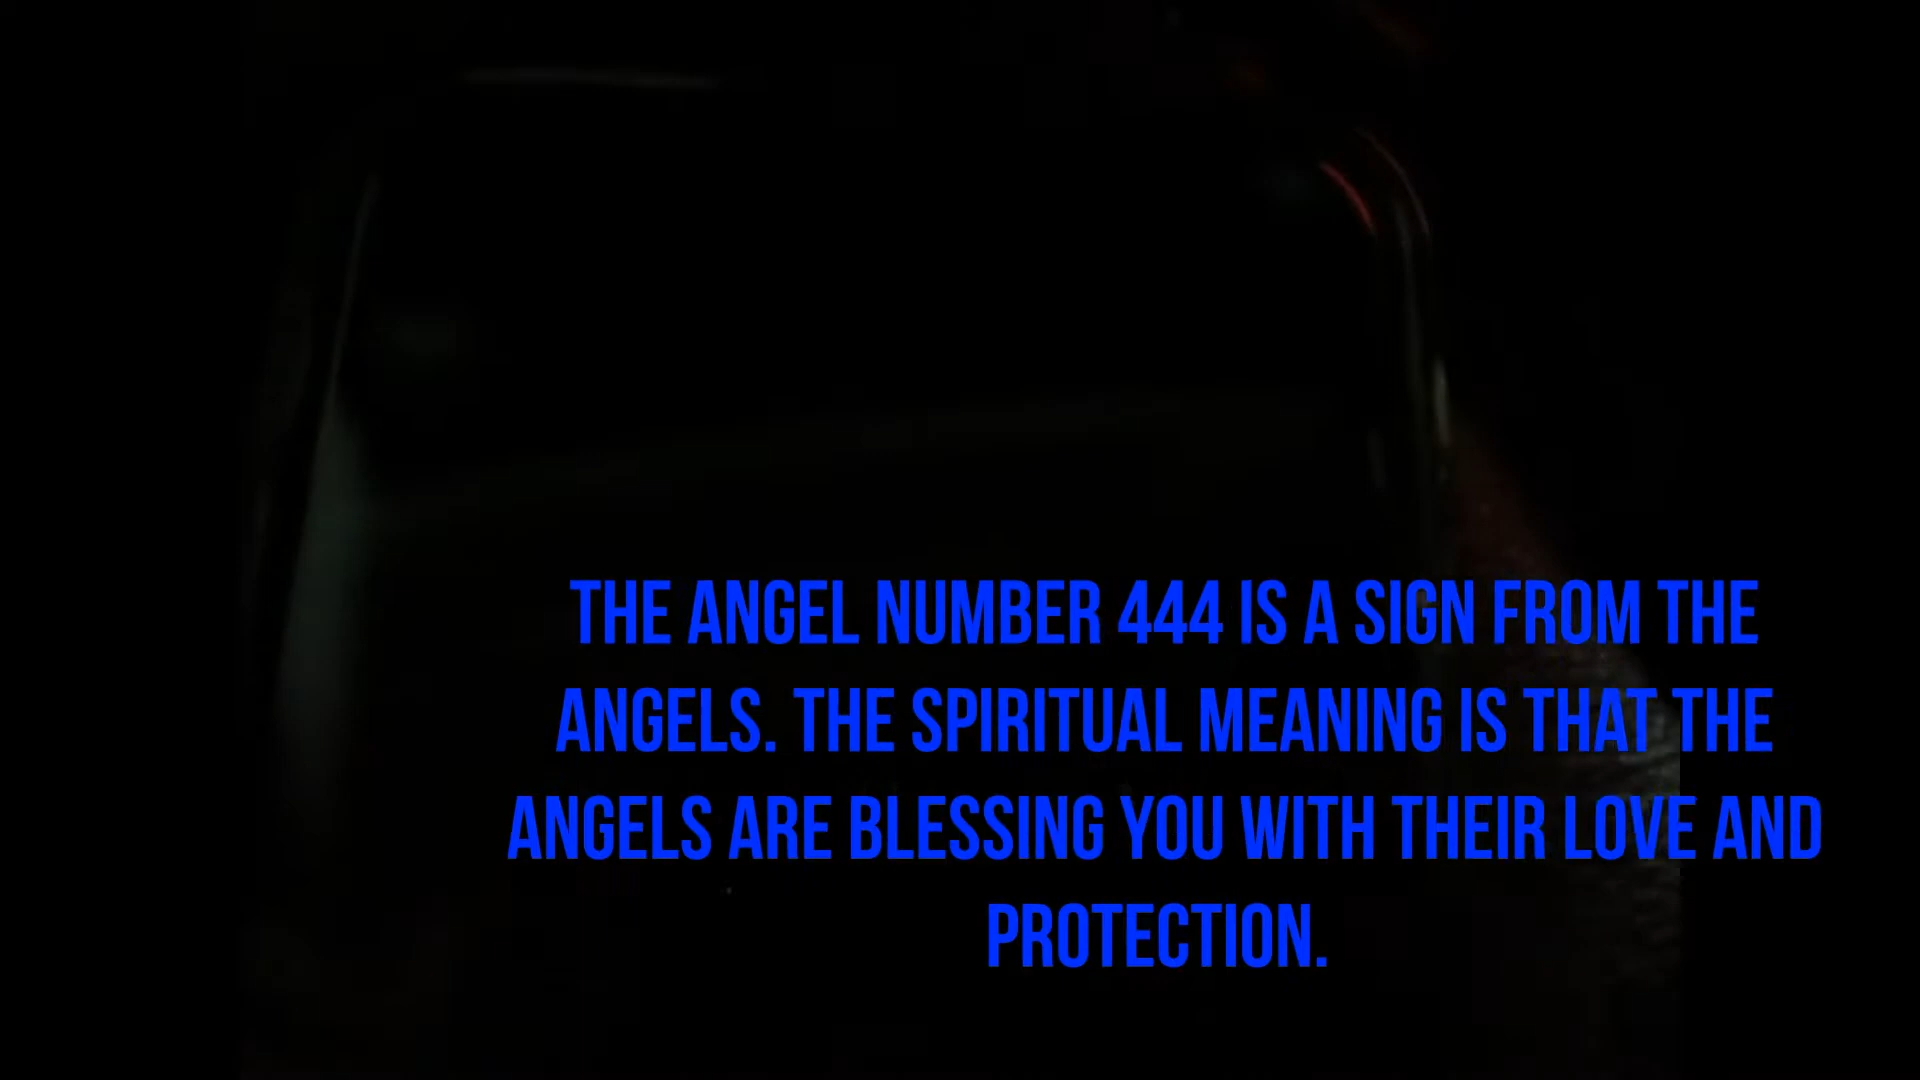 THE ANGEL NUMBER 444 IS A SIGN FROM THE
ANGELS. THE SPIRITUAL MEANING IS THAT THE
ANGELS ARE BLESSING YOU WITH THEIR LOVE AND
PROTECTION.